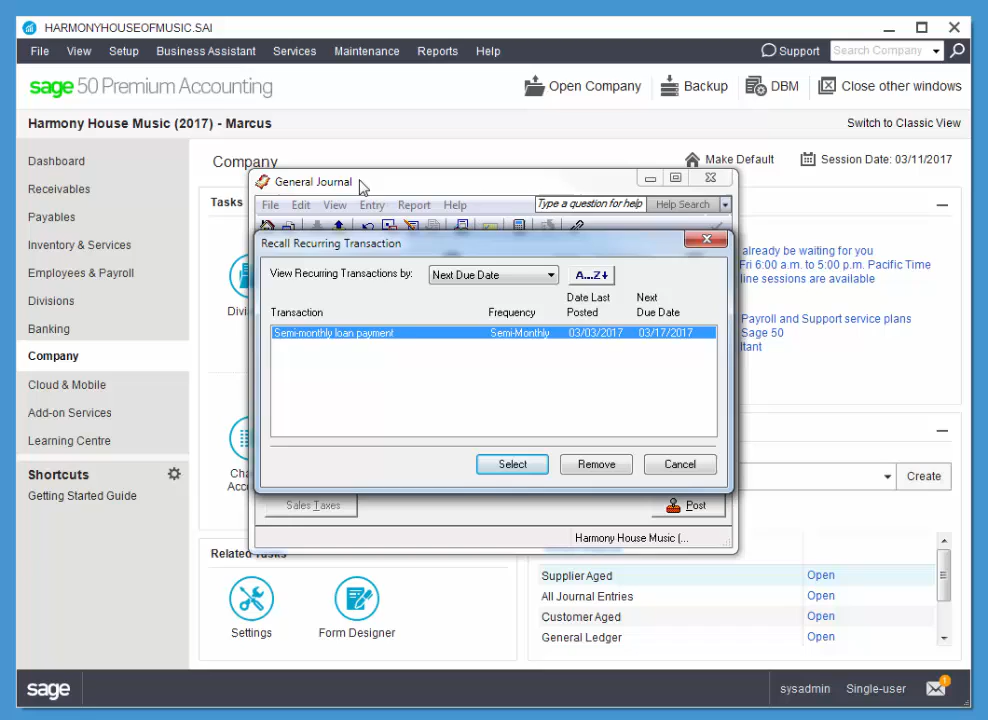 HARMONYHOUSEOFMUSIC.SAI
File View Setup Business Assistant Services Maintenance Reports Help Support Search Company
sage 50 Premium Accounting Open Company Backup DBM Close other windows
Harmony House Music (2017) - Marcus Switch to Classic View
Dashboard
Receivables
Payables
Inventory & Services
Employees & Payroll
Divisions
Banking
Company
Cloud & Mobile
Add-on Services
Learning Centre
Shortcuts
Getting Started Guide
Company Make Default Session Date: 03/11/2017
Tasks
General Journal
File Edit View Entry Report Help Type a question for help Help Search
Recall Recurring Transaction
View Recurring Transactions by: Next Due Date A...Z
Date Last Next
Transaction Frequency Posted Due Date
Semi-monthly loan payment Semi-Monthly 03/03/2017 03/17/2017
Select Remove Cancel
Sales Taxes Post
Harmony House Music (...
Divi
Cha
Acc
already be waiting for you
Fri 6:00 a.m. to 5:00 p.m. Pacific Time
line sessions are available
Payroll and Support service plans
Sage 50
ltant
Create
Related Tasks
Settings Form Designer
Supplier Aged Open
All Journal Entries Open
Customer Aged Open
General Ledger Open
sage sysadmin Single-user 1